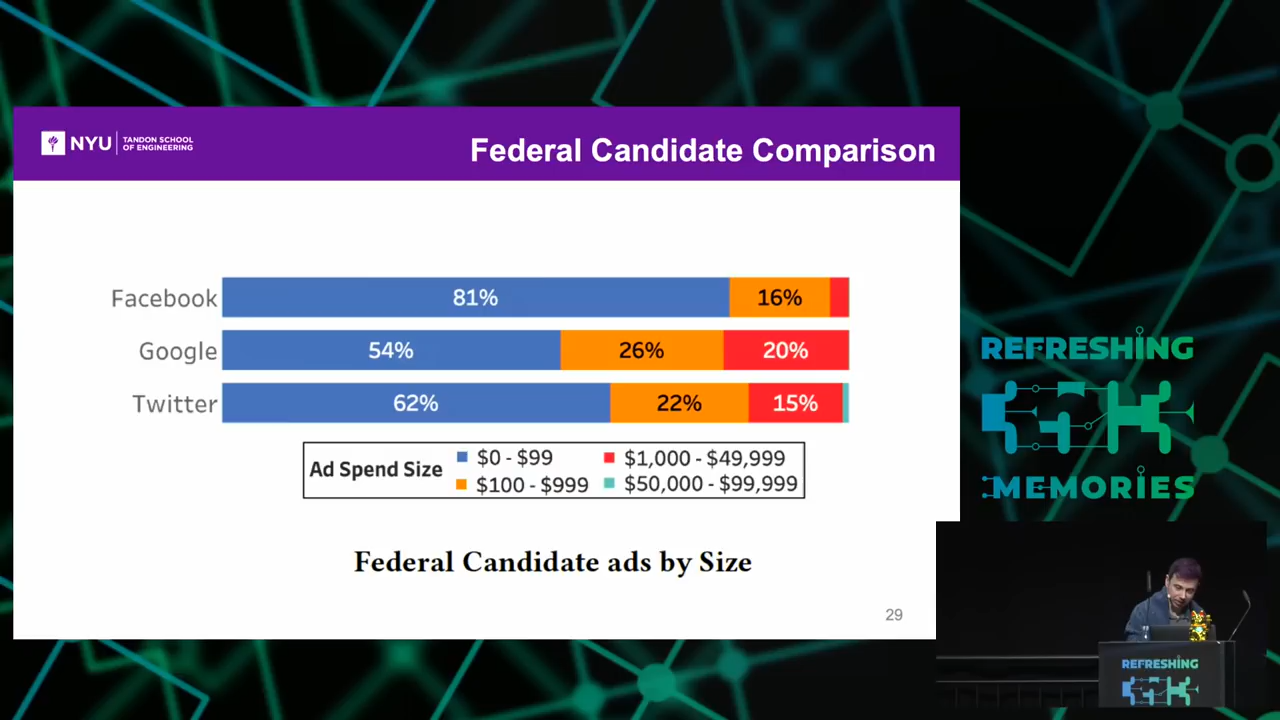 NYU
TANDON SCHOOL
OF ENGINEERING
Federal Candidate Comparison
Facebook 81% 16%
Google 54% 26% 20%
Twitter 62% 22% 15%
Ad Spend Size
$0 - $99
$1,000 - $49,999
$100 - $999
$50,000 - $99,999
Federal Candidate ads by Size
29
REFRESHING
MEMORIES
REFRESHING